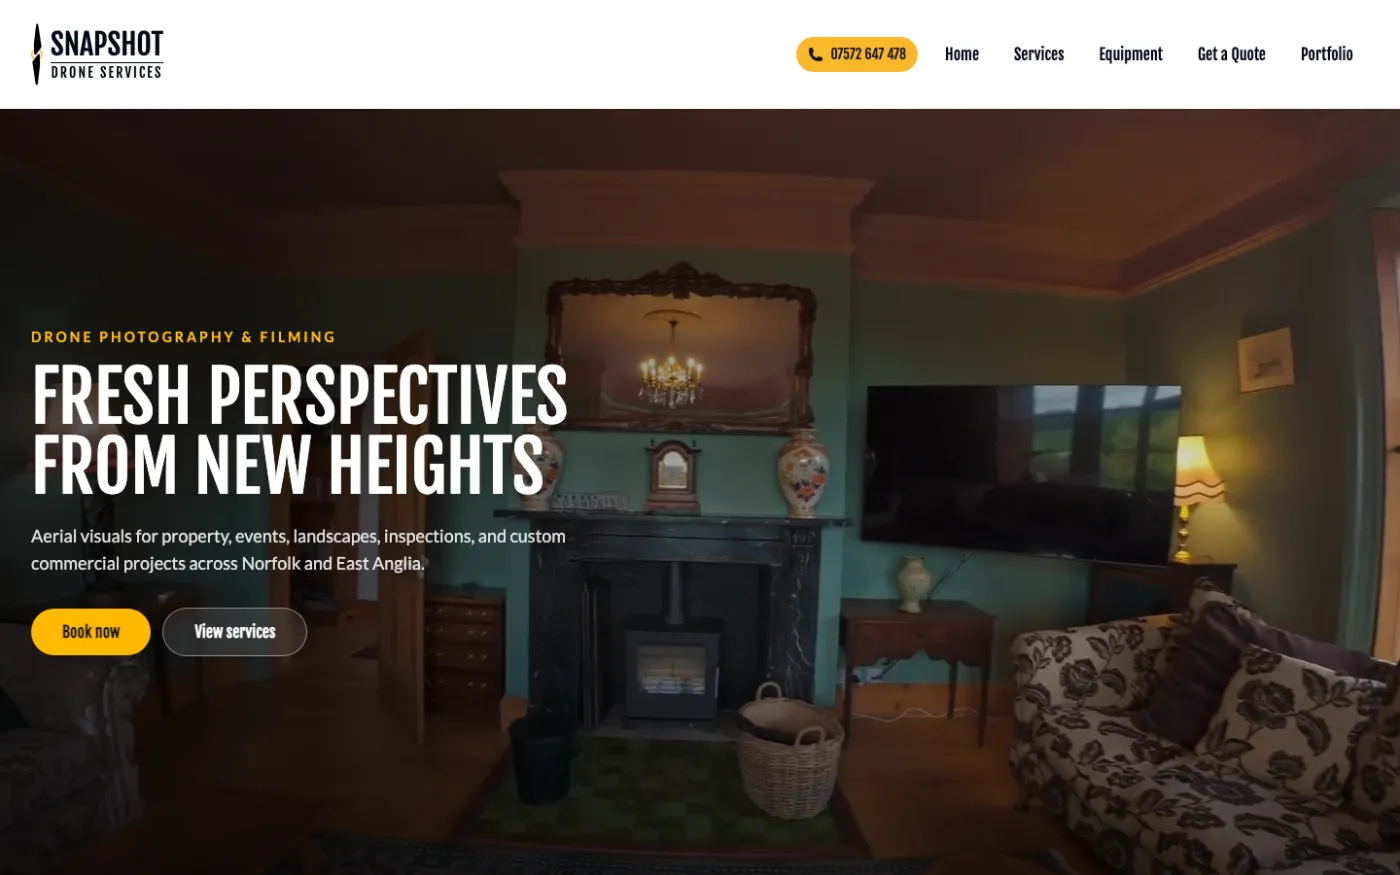 SNAPSHOT
DRONE SERVICES
07572 647 478
Home
Services
Equipment
Get a Quote
Portfolio
DRONE PHOTOGRAPHY & FILMING
FRESH PERSPECTIVES
FROM NEW HEIGHTS
Aerial visuals for property, events, landscapes, inspections, and custom
commercial projects across Norfolk and East Anglia.
Book now
View services